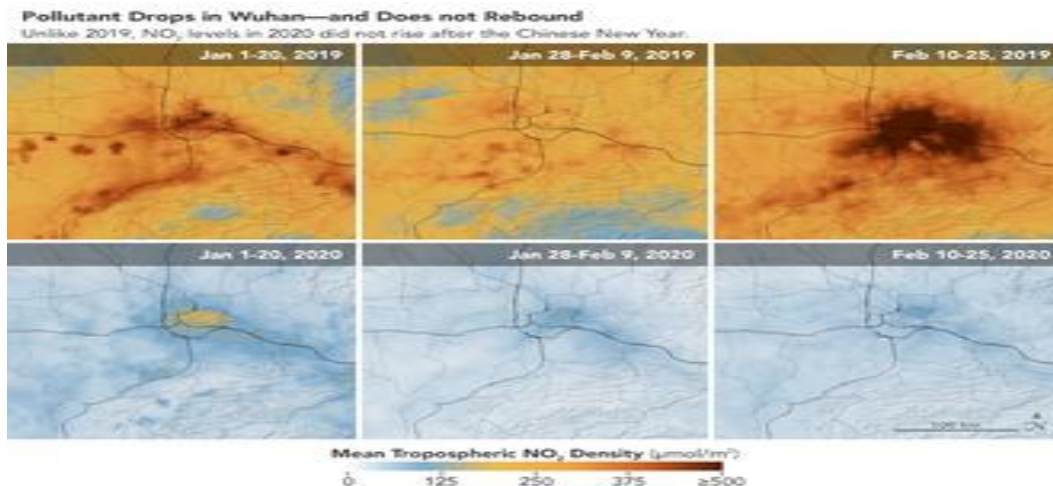 Pollutant Drops in Wuhan—and Does not Rebound
Unlike 2019, NO₂ levels in 2020 did not rise after the Chinese New Year.
Jan 1-20, 2019
Jan 28-Feb 9, 2019
Feb 10-25, 2019
Jan 1-20, 2020
Jan 28-Feb 9, 2020
Feb 10-25, 2020
N
Mean Tropospheric NO₂ Density (μmol/m²)
0 125 250 375 ≥500